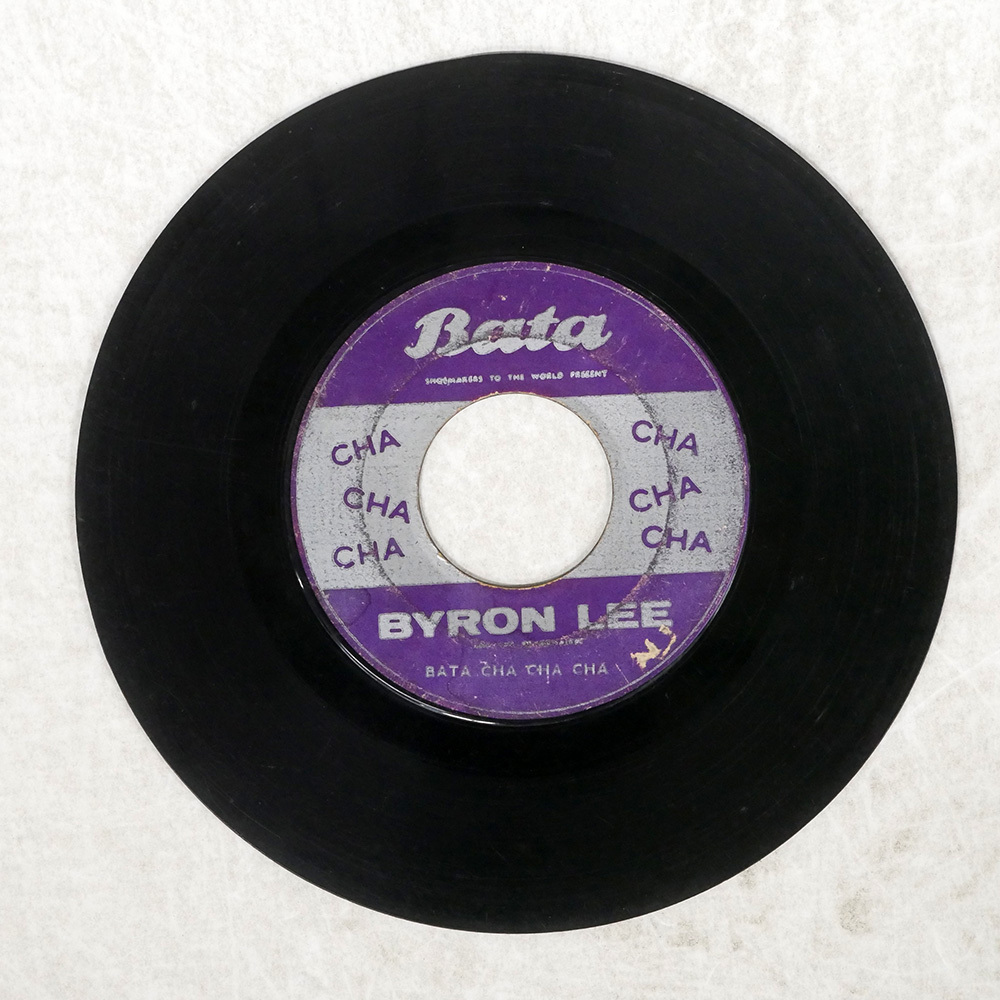 Bata
SHOEMAKERS TO THE WORLD PRESENT
CHA CHA
CHA CHA
CHA CHA
BYRON LEE
BATA CHA CHA CHA